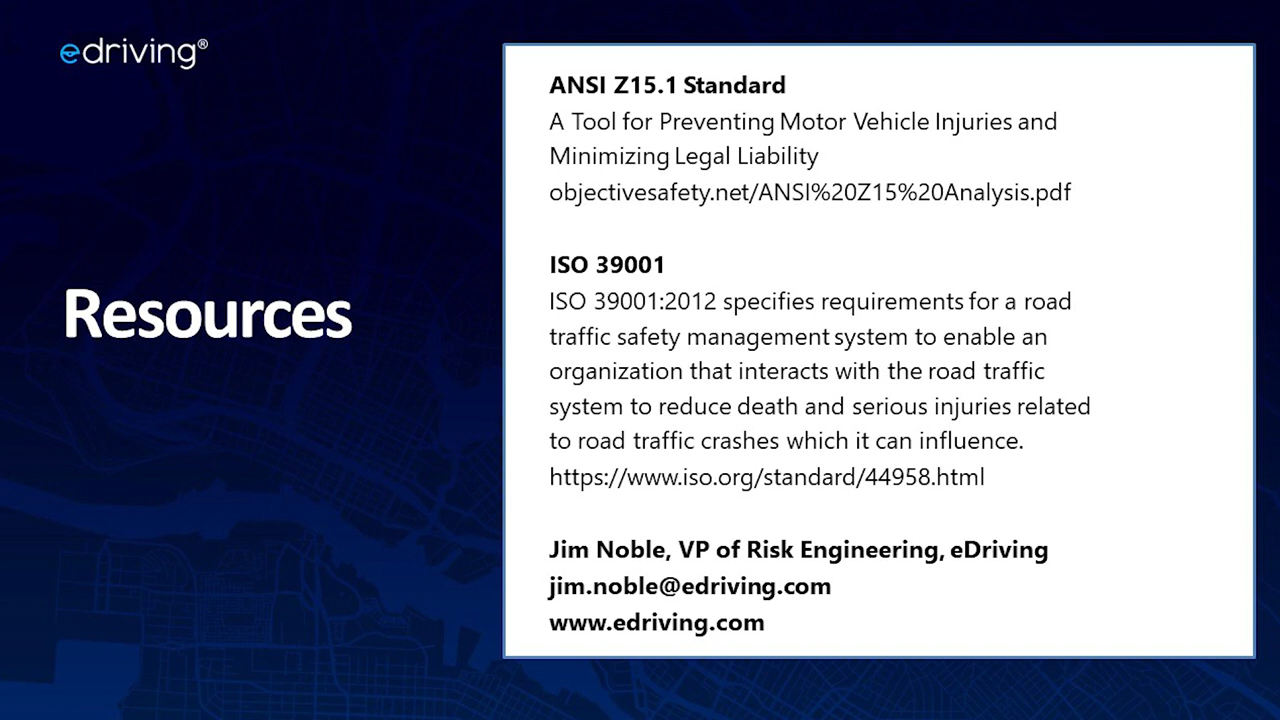 edriving®
Resources
ANSI Z15.1 Standard
A Tool for Preventing Motor Vehicle Injuries and
Minimizing Legal Liability
objectivesafety.net/ANSI%20Z15%20Analysis.pdf
ISO 39001
ISO 39001:2012 specifies requirements for a road
traffic safety management system to enable an
organization that interacts with the road traffic
system to reduce death and serious injuries related
to road traffic crashes which it can influence.
https://www.iso.org/standard/44958.html
Jim Noble, VP of Risk Engineering, eDriving
jim.noble@edriving.com
www.edriving.com